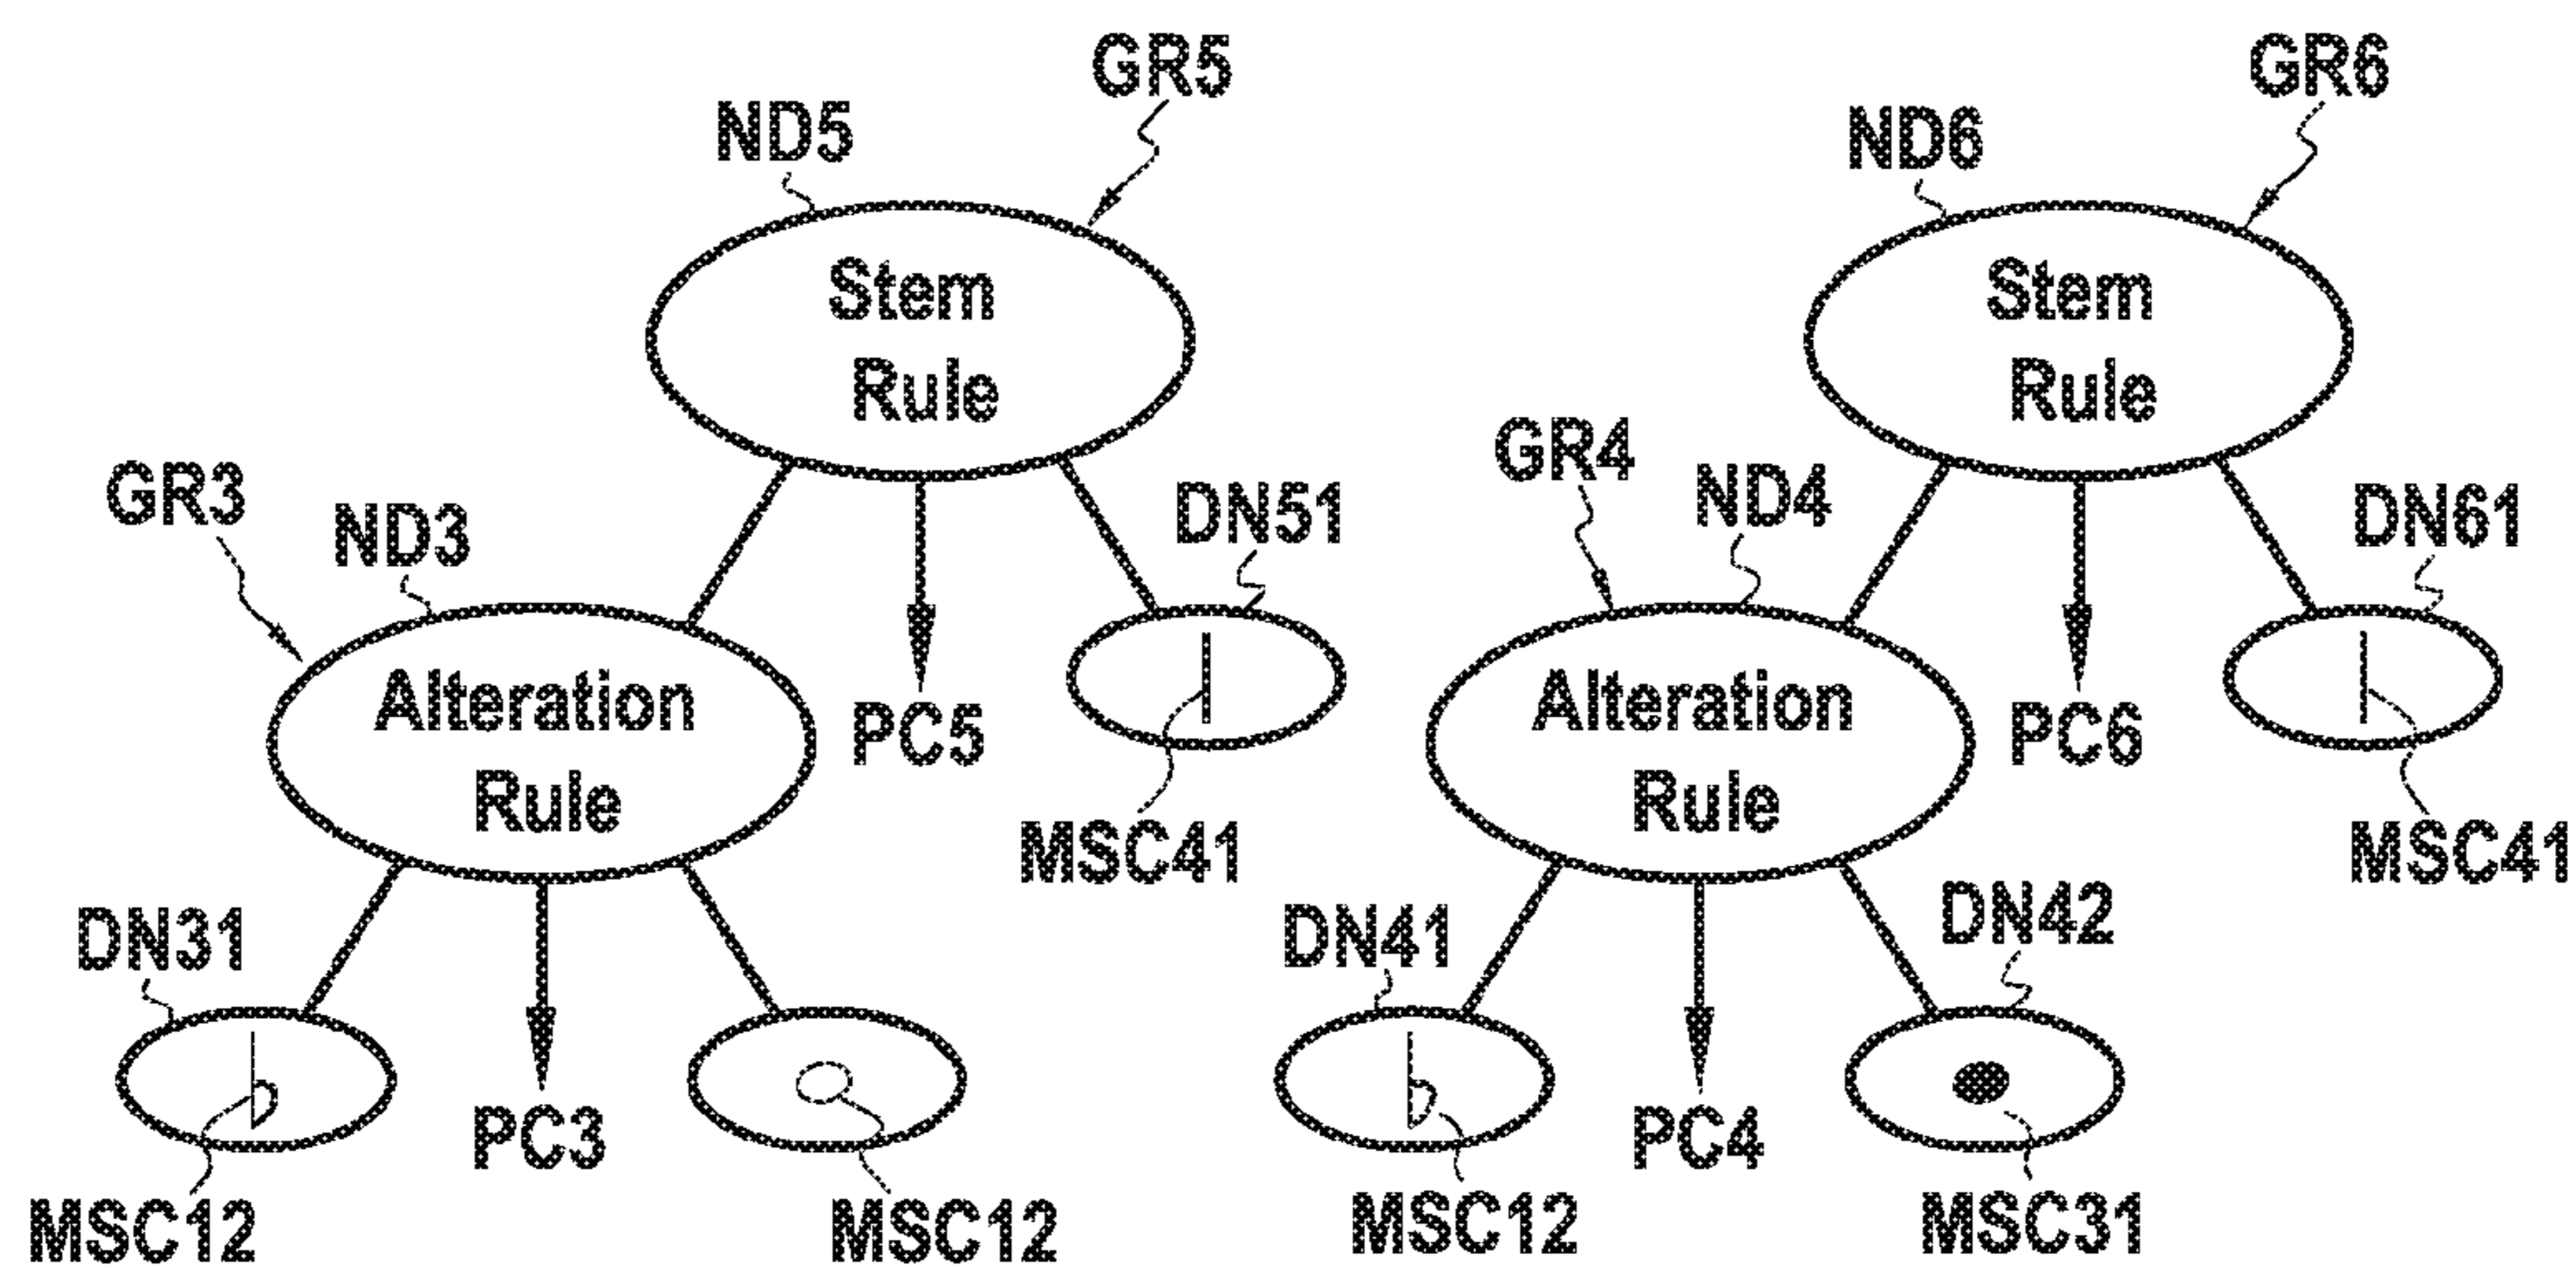 GR5
ND5
Stem
Rule
GR3
ND3
DN51
Alteration
Rule
PC5
MSC41
DN31
PC3
MSC12
MSC12
GR6
ND6
Stem
Rule
GR4
ND4
DN61
Alteration
Rule
PC6
MSC41
DN41
DN42
PC4
MSC12
MSC31